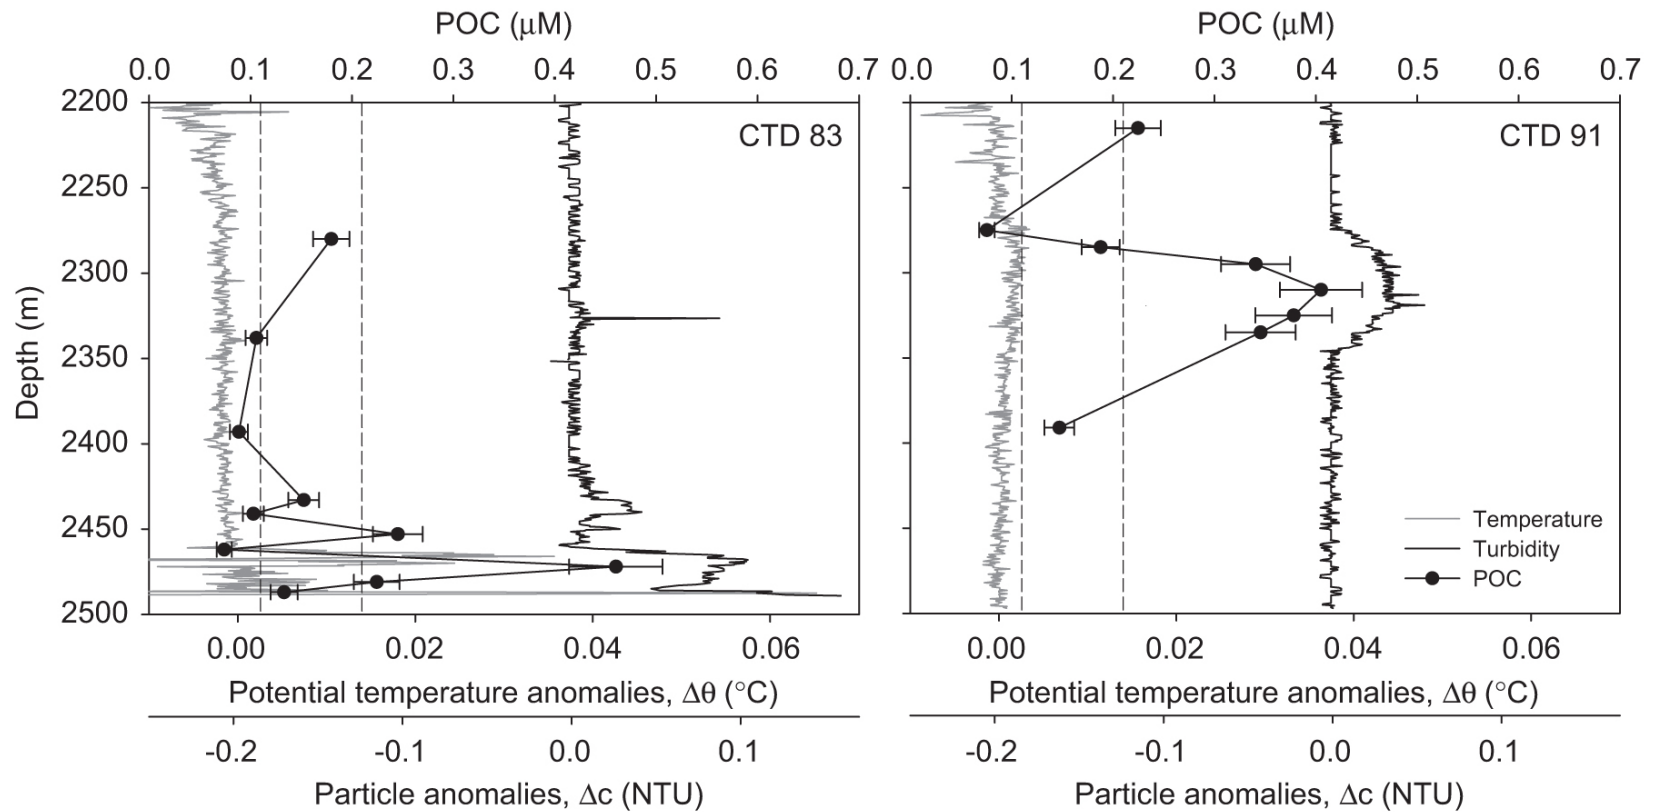 POC (μM) POC (μM)
0.0 0.1 0.2 0.3 0.4 0.5 0.6 0.7 0.0 0.1 0.2 0.3 0.4 0.5 0.6 0.7
2200
CTD 83 CTD 91
2250
2300
Depth (m)
2350
2400
2450
2500
Temperature
Turbidity
POC
0.00 0.02 0.04 0.06 0.00 0.02 0.04 0.06
Potential temperature anomalies, Δθ (°C) Potential temperature anomalies, Δθ (°C)
-0.2 -0.1 0.0 0.1 -0.2 -0.1 0.0 0.1
Particle anomalies, Δc (NTU) Particle anomalies, Δc (NTU)